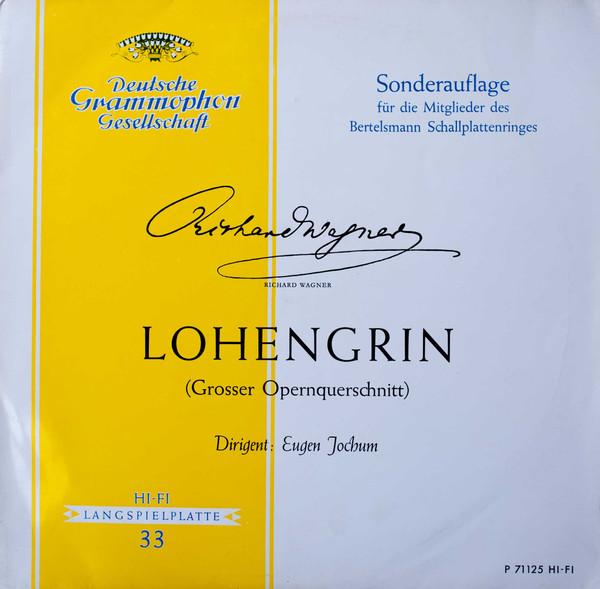 Deutsche
Grammophon
Gesellschaft
Sonderauflage
für die Mitglieder des
Bertelsmann Schallplattenringes
Richard Wagner
RICHARD WAGNER
LOHENGRIN
(Grosser Opernquerschnitt)
Dirigent: Eugen Jochum
HI-FI
LANGSPIELPLATTE
33
P 71125 HI-FI